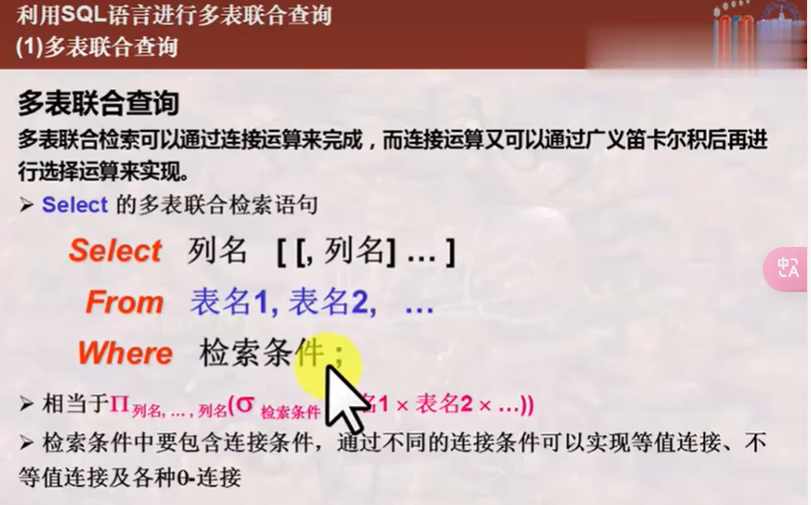 利用SQL语言进行多表联合查询
(1)多表联合查询
多表联合查询
多表联合检索可以通过连接运算来完成，而连接运算又可以通过广义笛卡尔积后再进
行选择运算来实现。
➢ Select 的多表联合检索语句
Select 列名 [ [, 列名] … ]
From 表名1, 表名2, …
Where 检索条件 ;
➢ 相当于Π列名, … , 列名(σ 检索条件 名1 × 表名2 × …))
➢ 检索条件中要包含连接条件，通过不同的连接条件可以实现等值连接、不
等值连接及各种θ-连接
中A